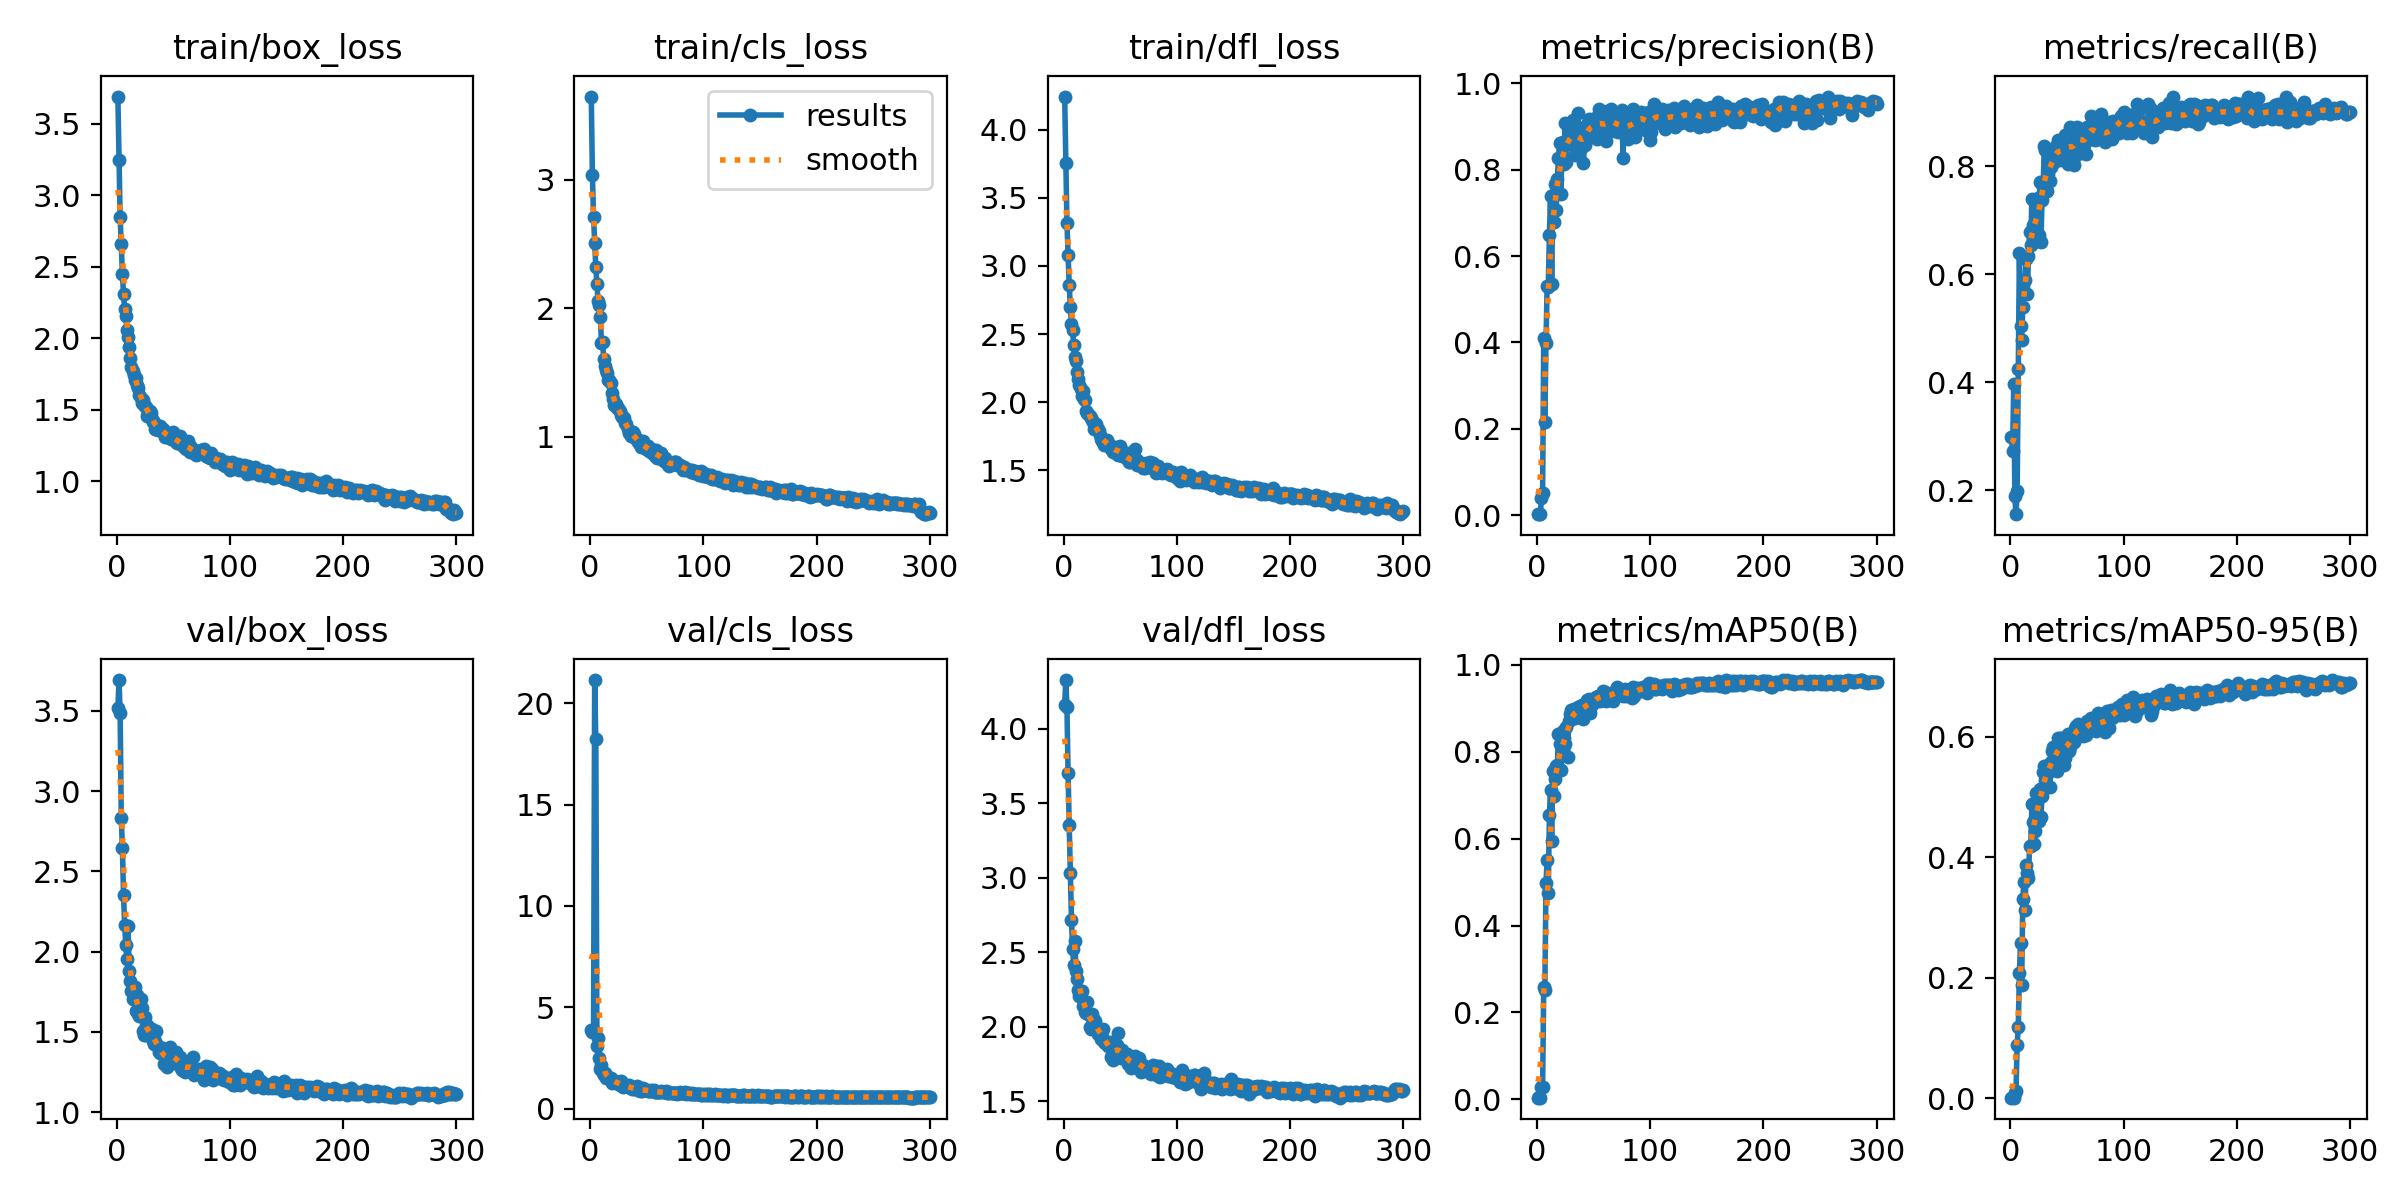 train/box_loss
3.5
3.0
2.5
2.0
1.5
1.0
0 100 200 300
train/cls_loss
results
smooth
3
2
1
0 100 200 300
train/dfl_loss
4.0
3.5
3.0
2.5
2.0
1.5
0 100 200 300
metrics/precision(B)
1.0
0.8
0.6
0.4
0.2
0.0
0 100 200 300
metrics/recall(B)
0.8
0.6
0.4
0.2
0 100 200 300
val/box_loss
3.5
3.0
2.5
2.0
1.5
1.0
0 100 200 300
val/cls_loss
20
15
10
5
0
0 100 200 300
val/dfl_loss
4.0
3.5
3.0
2.5
2.0
1.5
0 100 200 300
metrics/mAP50(B)
1.0
0.8
0.6
0.4
0.2
0.0
0 100 200 300
metrics/mAP50-95(B)
0.6
0.4
0.2
0.0
0 100 200 300